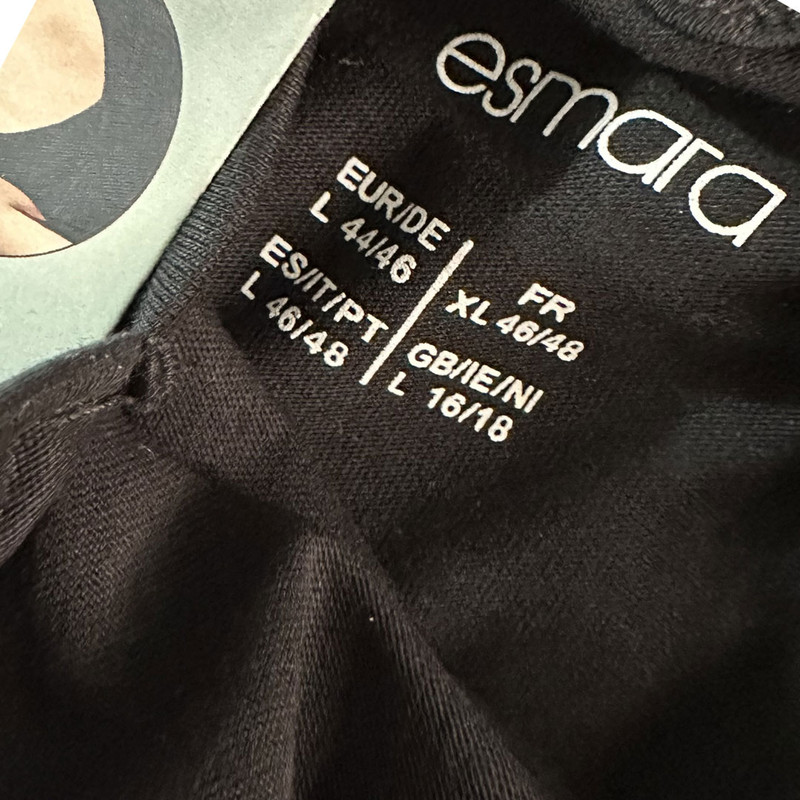 esmara
EUR/DE
L 44/46
ES/IT/PT
L 46/48
FR
XL 46/48
GB/IE/NI
L 16/18